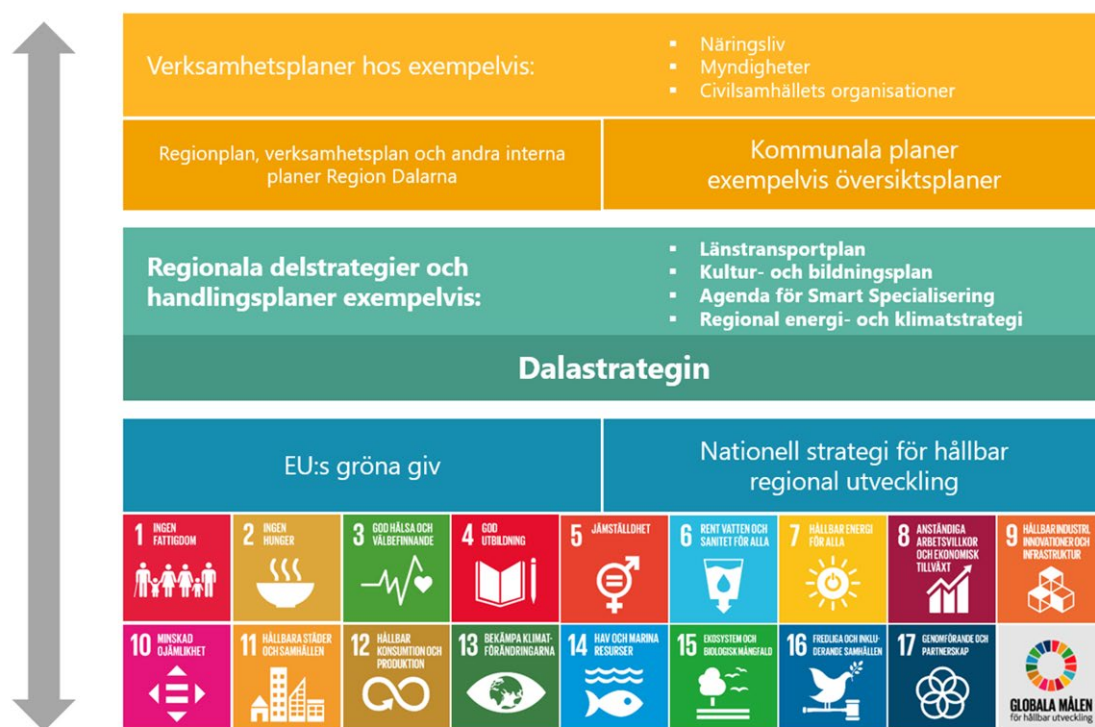 Verksamhetsplaner hos exempelvis:
▪ Näringsliv
▪ Myndigheter
▪ Civilsamhällets organisationer
Regionplan, verksamhetsplan och andra interna
planer Region Dalarna
Kommunala planer
exempelvis översiktsplaner
Regionala delstrategier och
handlingsplaner exempelvis:
▪ Länstransportplan
▪ Kultur- och bildningsplan
▪ Agenda för Smart Specialisering
▪ Regional energi- och klimatstrategi
Dalastrategin
EU:s gröna giv
Nationell strategi för hållbar
regional utveckling
1 INGEN
FATTIGDOM
2 INGEN
HUNGER
3 GOD HÄLSA OCH
VÄLBEFINNANDE
4 GOD
UTBILDNING
5 JÄMSTÄLLDHET
6 RENT VATTEN OCH
SANITET FÖR ALLA
7 HÅLLBAR ENERGI
FÖR ALLA
8 ANSTÄNDIGA
ARBETSVILLKOR
OCH EKONOMISK
TILLVÄXT
9 HÅLLBAR INDUSTRI,
INNOVATIONER OCH
INFRASTRUKTUR
10 MINSKAD
OJÄMLIKHET
11 HÅLLBARA STÄDER
OCH SAMHÄLLEN
12 HÅLLBAR
KONSUMTION OCH
PRODUKTION
13 BEKÄMPA KLIMAT-
FÖRÄNDRINGARNA
14 HAV OCH MARINA
RESURSER
15 EKOSYSTEM OCH
BIOLOGISK MÅNGFALD
16 FREDLIGA OCH INKLU-
DERANDE SAMHÄLLEN
17 GENOMFÖRANDE OCH
PARTNERSKAP
GLOBALA MÅLEN
för hållbar utveckling